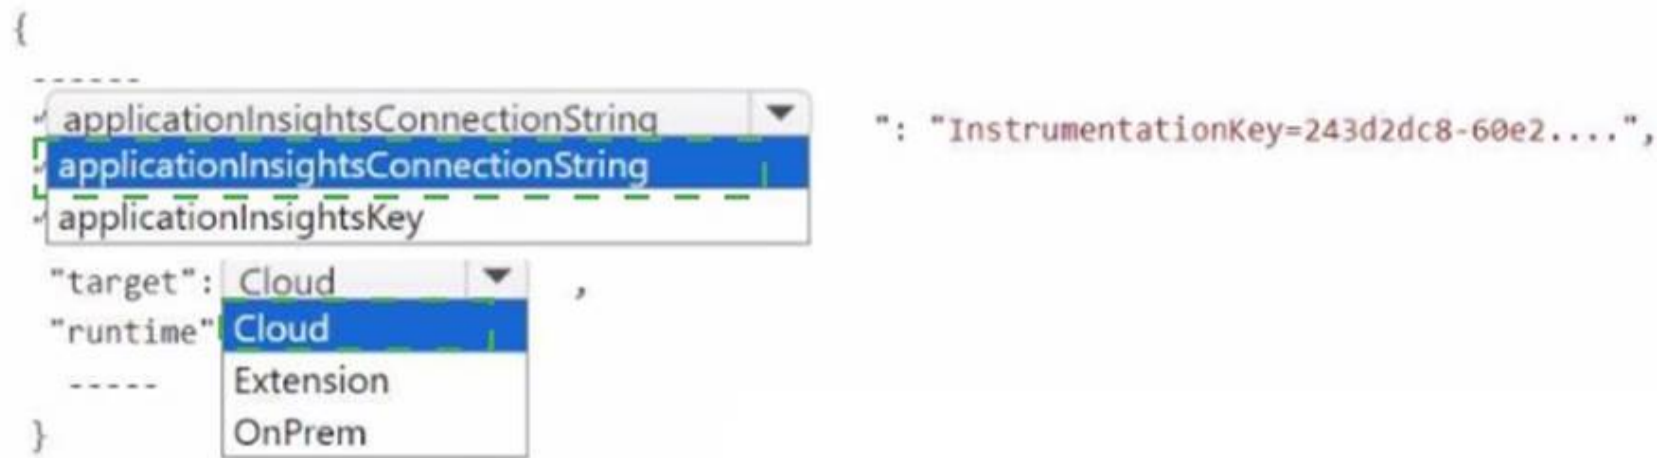 {
------
" applicationInsightsConnectionString ": "InstrumentationKey=243d2dc8-60e2....",
applicationInsightsConnectionString
applicationInsightsKey
"target": Cloud ,
"runtime" Cloud
----- Extension
} OnPrem